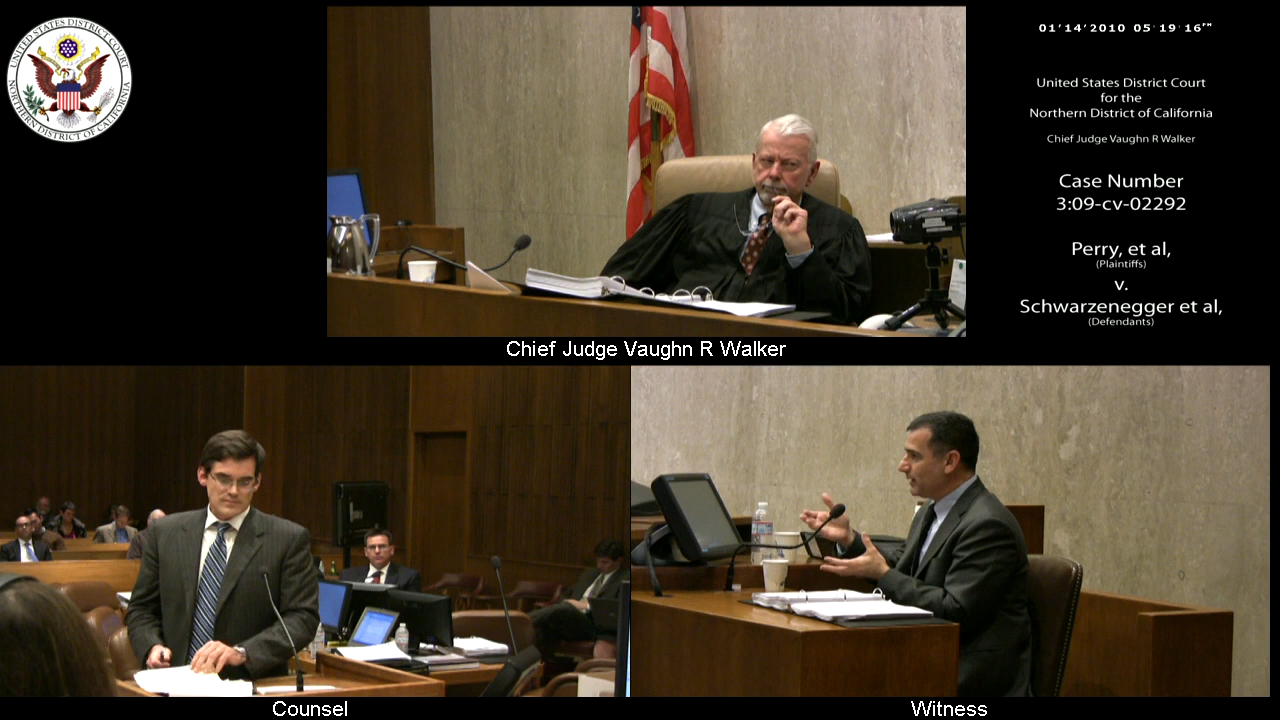 UNITED STATES DISTRICT COURT
NORTHERN DISTRICT OF CALIFORNIA
01'14'2010 05:19:16 PM
United States District Court
for the
Northern District of California
Chief Judge Vaughn R Walker
Case Number
3:09-cv-02292
Perry, et al,
(Plaintiffs)
v.
Schwarzenegger et al,
(Defendants)
Chief Judge Vaughn R Walker
Counsel
Witness